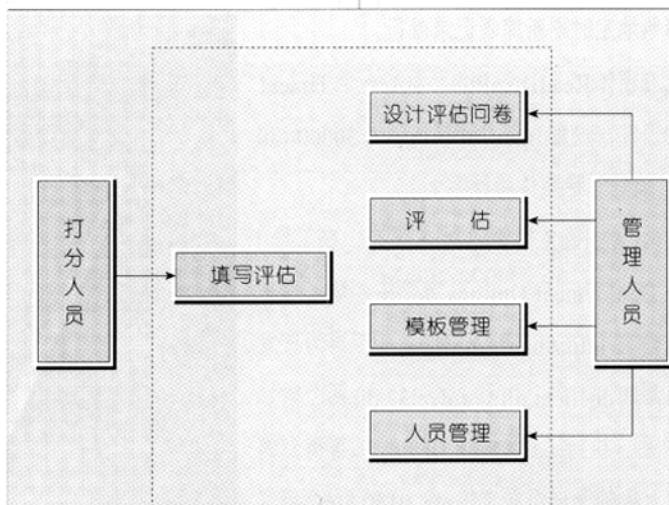 设计评估问卷
打分人员
评 估
管理人员
填写评估
模板管理
人员管理